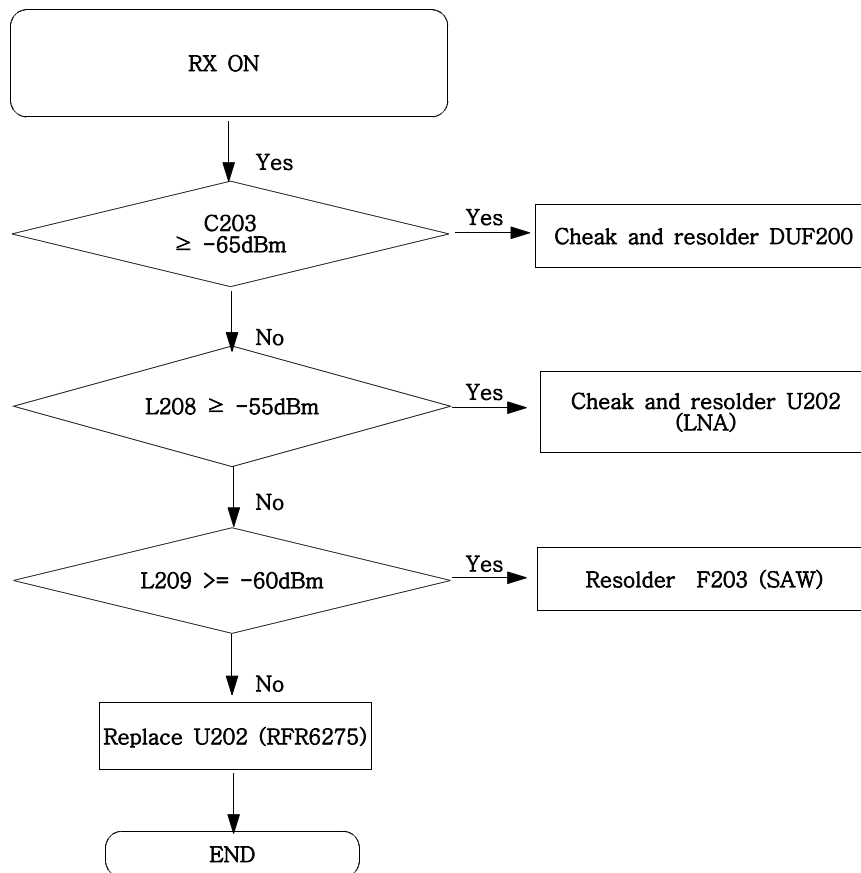 RX ON
Yes
C203
≥ -65dBm
Yes
Cheak and resolder DUF200
No
L208 ≥ -55dBm
Yes
Cheak and resolder U202
(LNA)
No
L209 >= -60dBm
Yes
Resolder F203 (SAW)
No
Replace U202 (RFR6275)
END